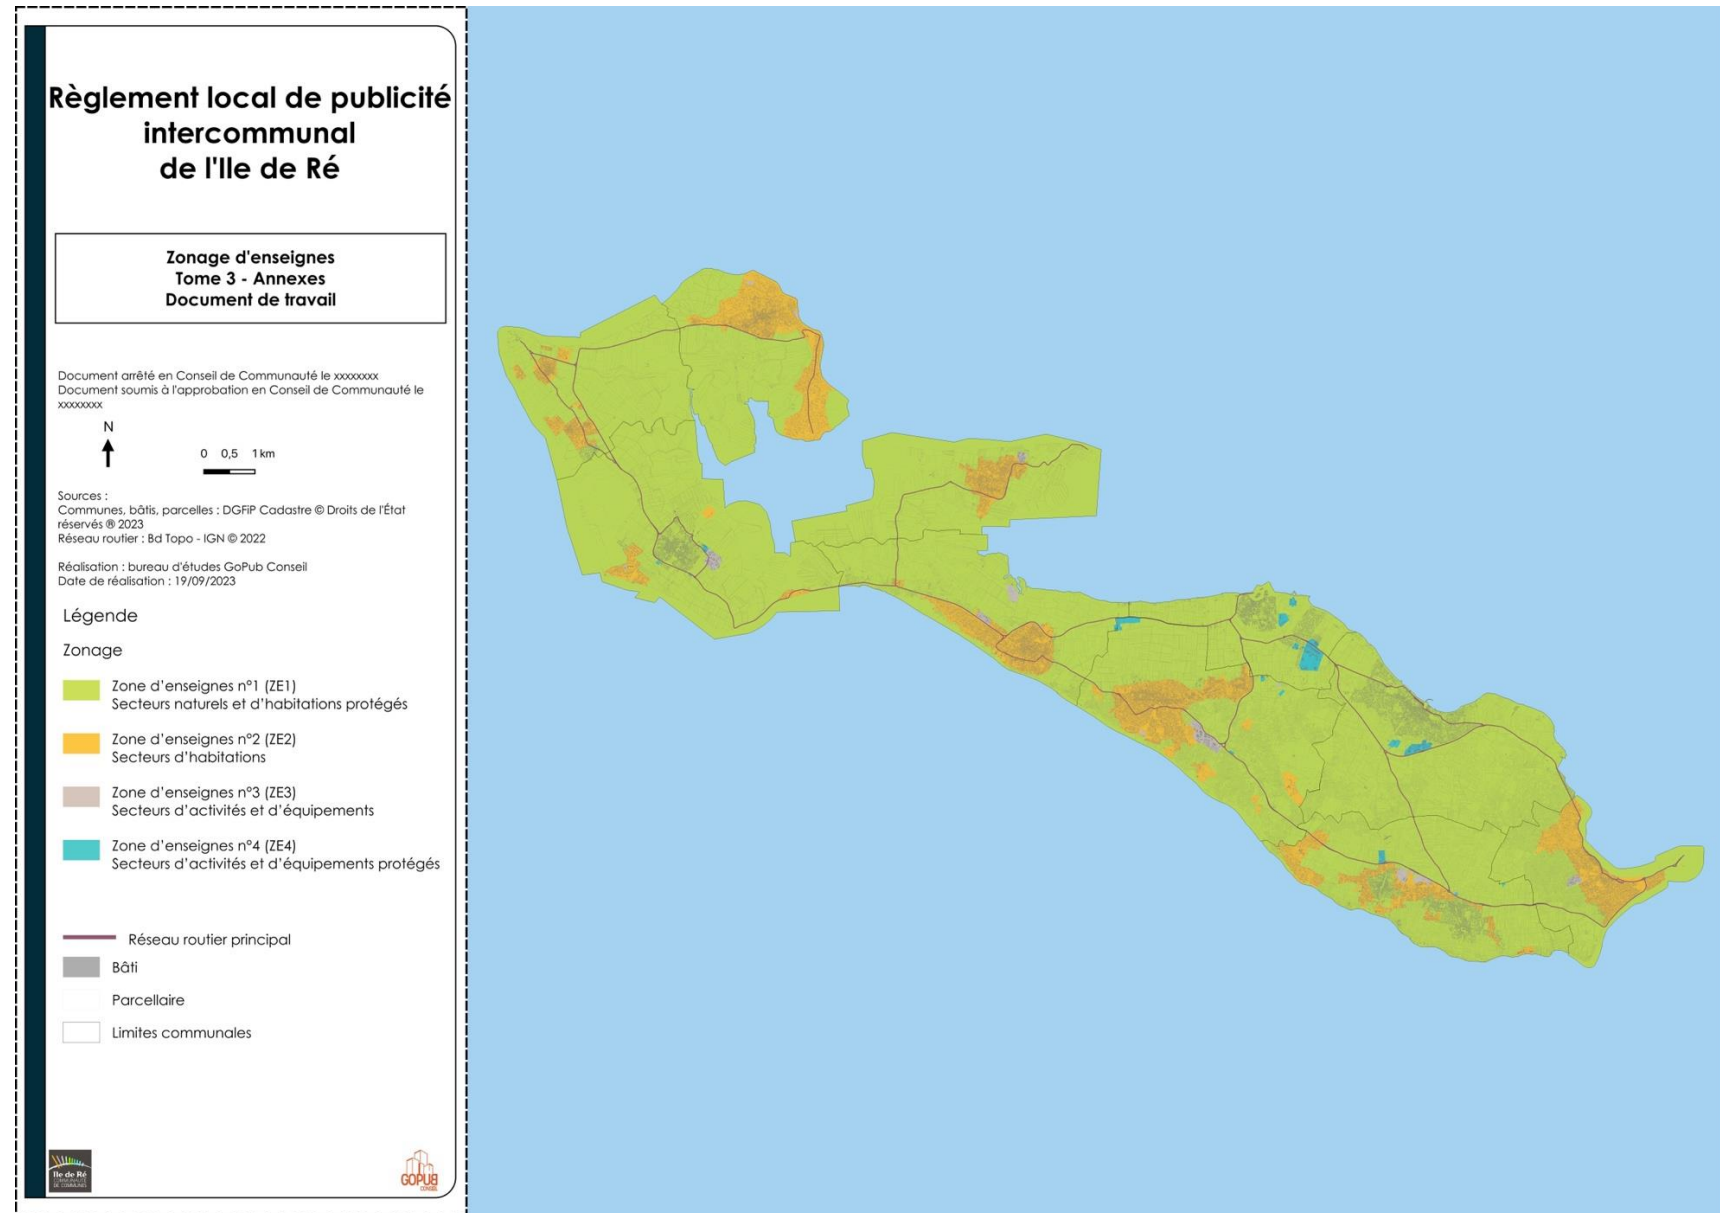 Règlement local de publicité
intercommunal
de l'Ile de Ré
Zonage d'enseignes
Tome 3 - Annexes
Document de travail
Document arrêté en Conseil de Communauté le xxxxxxxx
Document soumis à l'approbation en Conseil de Communauté le
xxxxxxxx
N
0 0,5 1 km
Sources :
Communes, bâtis, parcelles : DGFiP Cadastre © Droits de l'État
réservés ® 2023
Réseau routier : Bd Topo - IGN © 2022
Réalisation : bureau d'études GoPub Conseil
Date de réalisation : 19/09/2023
Légende
Zonage
Zone d'enseignes n°1 (ZE1)
Secteurs naturels et d'habitations protégés
Zone d'enseignes n°2 (ZE2)
Secteurs d'habitations
Zone d'enseignes n°3 (ZE3)
Secteurs d'activités et d'équipements
Zone d'enseignes n°4 (ZE4)
Secteurs d'activités et d'équipements protégés
Réseau routier principal
Bâti
Parcellaire
Limites communales
Ile de Ré
COMMUNAUTÉ
DE COMMUNES
GOPUB
CONSEIL